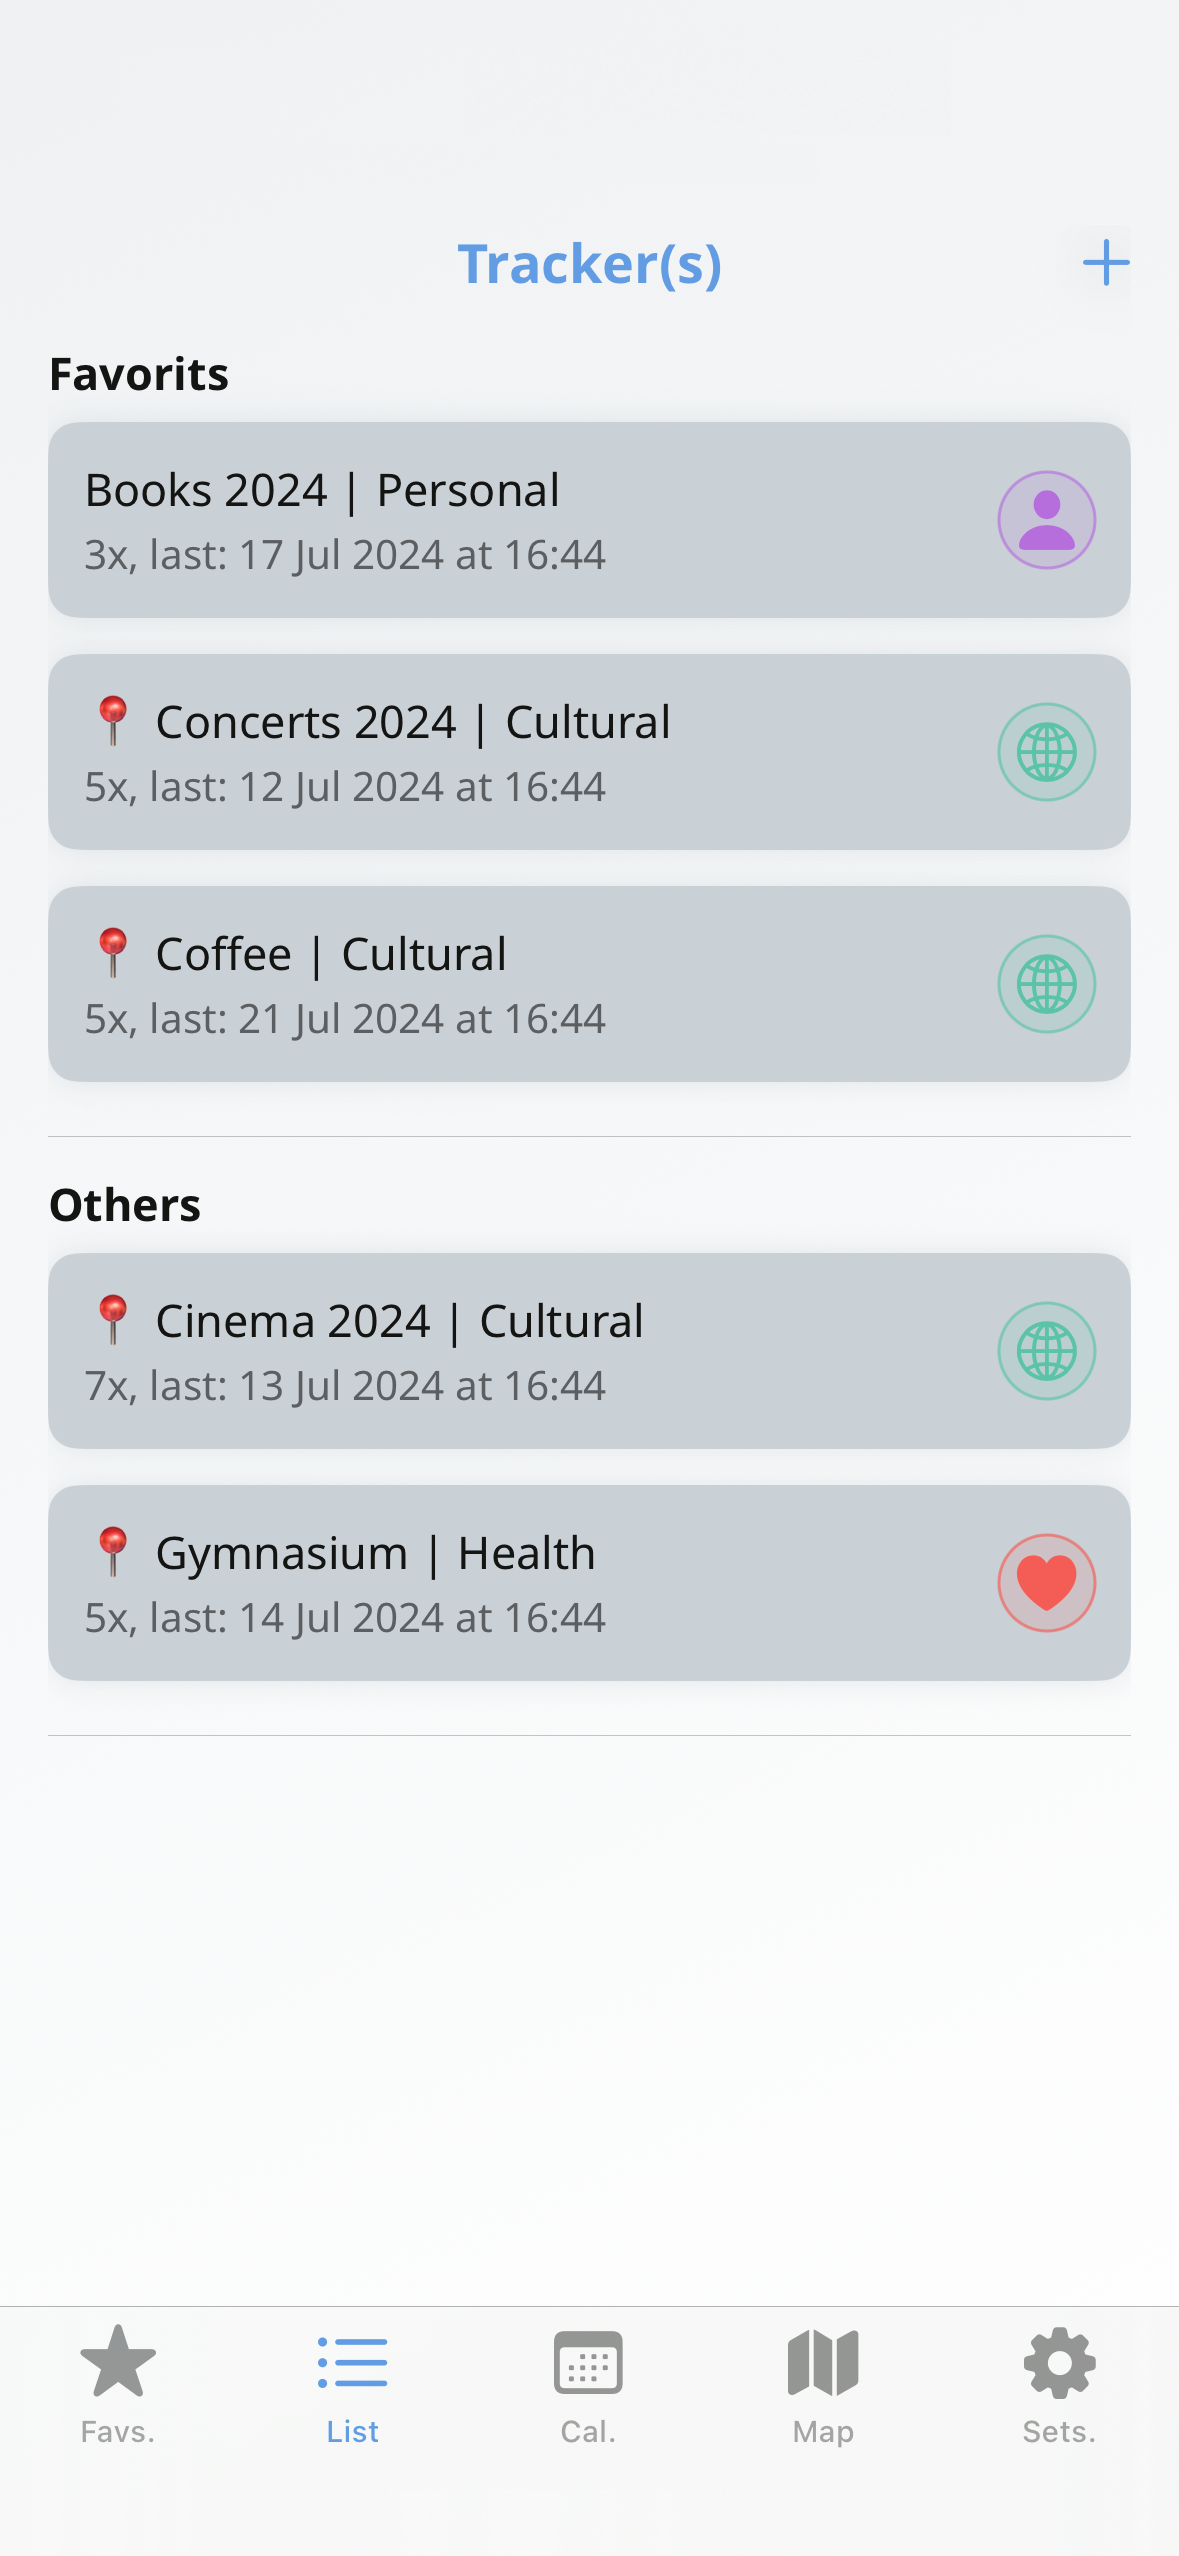 Tracker(s)
Favorits
Books 2024 | Personal
3x, last: 17 Jul 2024 at 16:44
Concerts 2024 | Cultural
5x, last: 12 Jul 2024 at 16:44
Coffee | Cultural
5x, last: 21 Jul 2024 at 16:44
Others
Cinema 2024 | Cultural
7x, last: 13 Jul 2024 at 16:44
Gymnasium | Health
5x, last: 14 Jul 2024 at 16:44
Favs.
List
Cal.
Map
Sets.